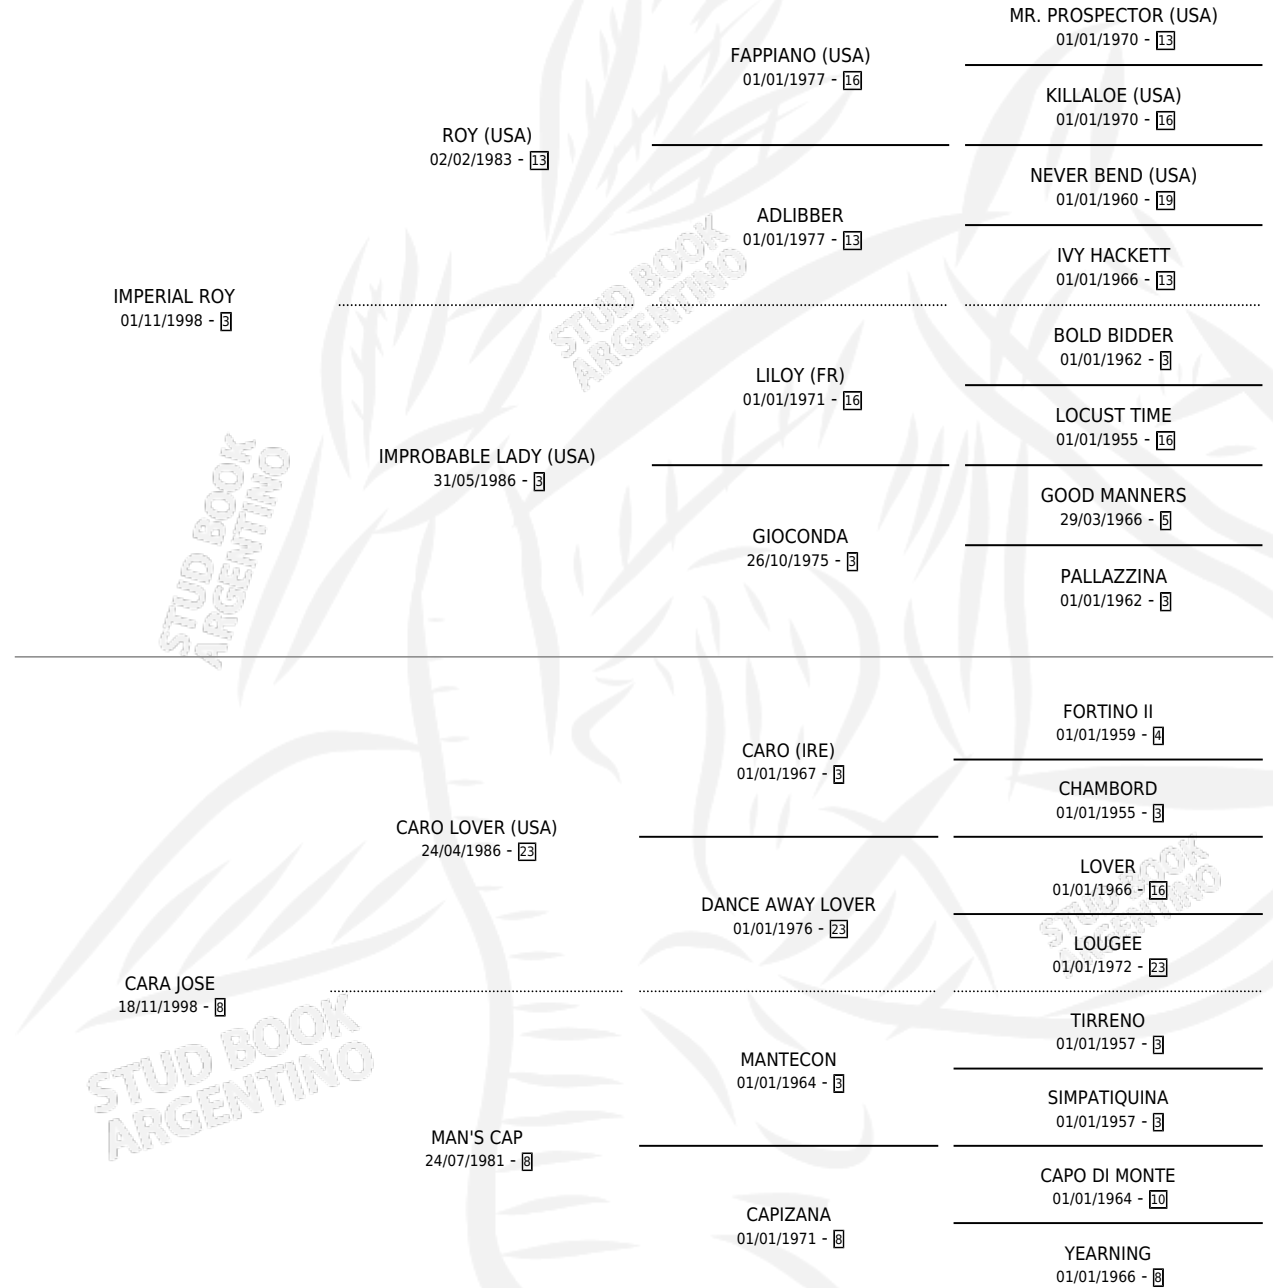 MR. PROSPECTOR (USA)
01/01/1970 - 13
FAPPIANO (USA)
01/01/1977 - 16
KILLALOE (USA)
01/01/1970 - 16
ROY (USA)
02/02/1983 - 13
NEVER BEND (USA)
01/01/1960 - 19
ADLIBBER
01/01/1977 - 13
IVY HACKETT
01/01/1966 - 13
IMPERIAL ROY
01/11/1998 - 3
BOLD BIDDER
01/01/1962 - 3
LILOY (FR)
01/01/1971 - 16
LOCUST TIME
01/01/1955 - 16
IMPROBABLE LADY (USA)
31/05/1986 - 3
GOOD MANNERS
29/03/1966 - 5
GIOCONDA
26/10/1975 - 3
PALLAZZINA
01/01/1962 - 3
FORTINO II
01/01/1959 - 4
CARO (IRE)
01/01/1967 - 3
CHAMBORD
01/01/1955 - 3
CARO LOVER (USA)
24/04/1986 - 23
LOVER
01/01/1966 - 16
DANCE AWAY LOVER
01/01/1976 - 23
LOUGEE
01/01/1972 - 23
CARA JOSE
18/11/1998 - 8
TIRRENO
01/01/1957 - 3
MANTECON
01/01/1964 - 3
SIMPATIQUINA
01/01/1957 - 3
MAN'S CAP
24/07/1981 - 8
CAPO DI MONTE
01/01/1964 - 10
CAPIZANA
01/01/1971 - 8
YEARNING
01/01/1966 - 8
STUD BOOK
ARGENTINO
STUD BOOK
ARGENTINO
STUD BOOK
ARGENTINO
STUD BOOK
ARGENTINO